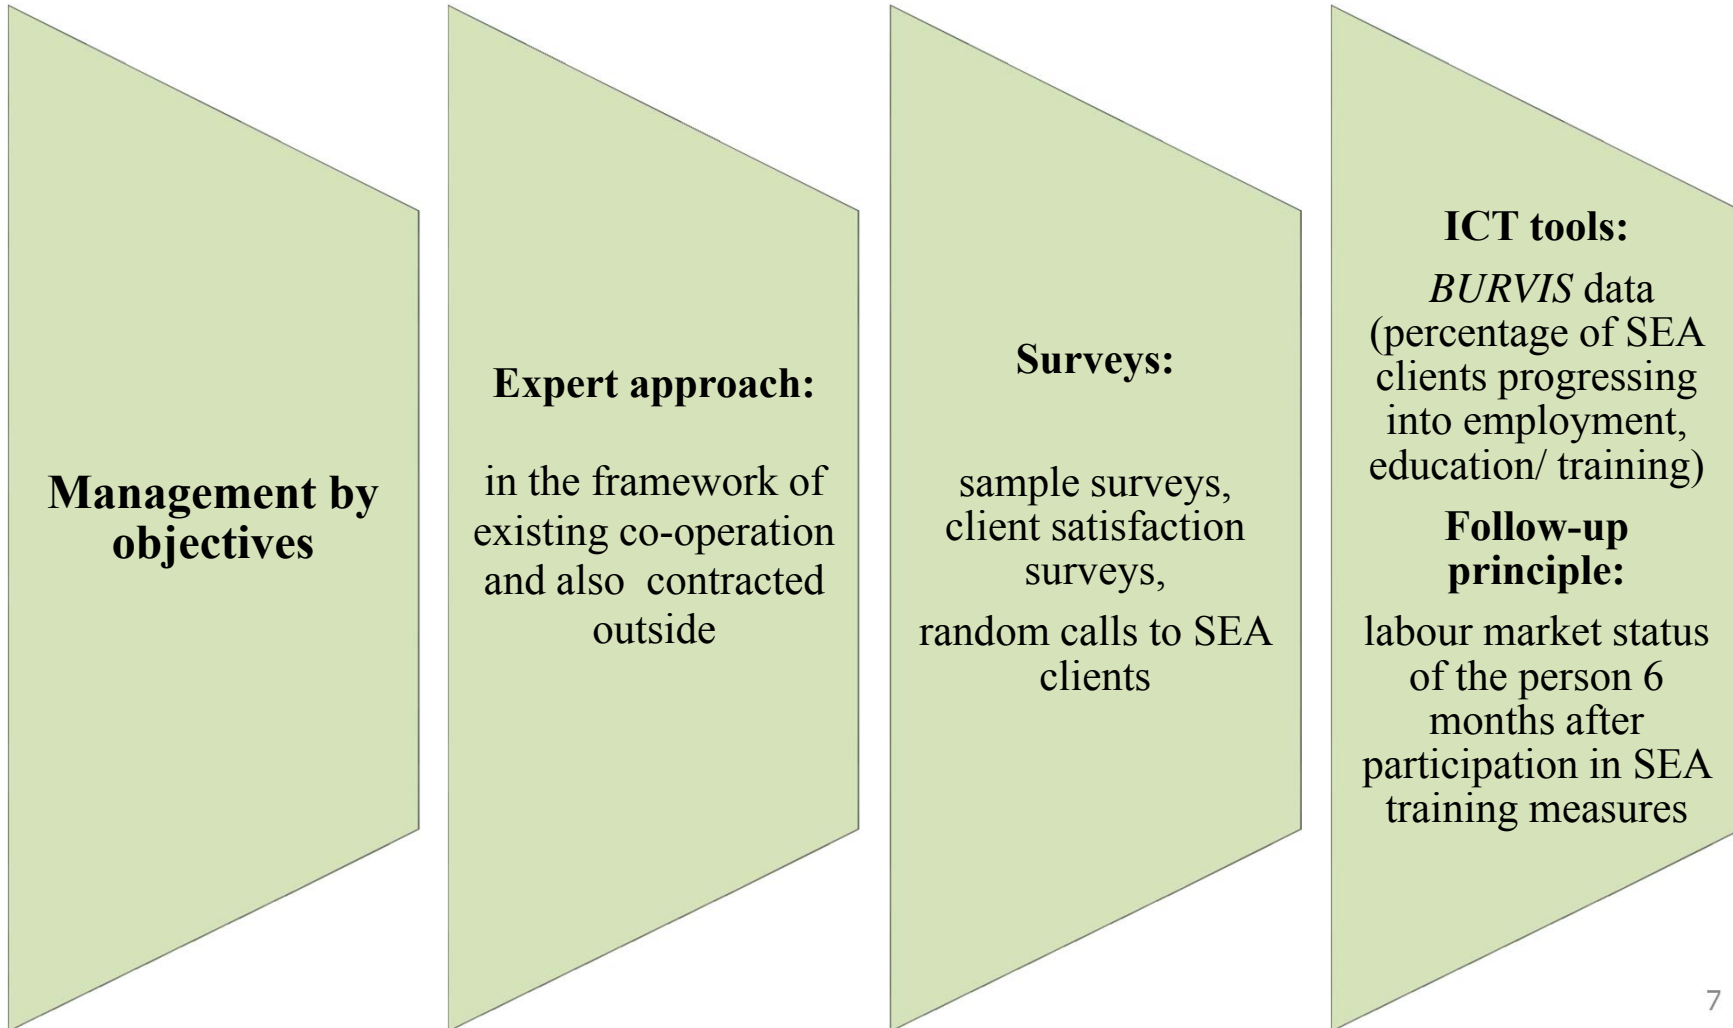 Management by
objectives
Expert approach:
in the framework of
existing co-operation
and also  contracted
outside
Surveys:
sample surveys,
client satisfaction
surveys,
random calls to SEA
clients
ICT tools:
BURVIS data
(percentage of SEA
clients progressing
into employment,
education/ training)
Follow-up
principle:
labour market status
of the person 6
months after
participation in SEA
training measures
7